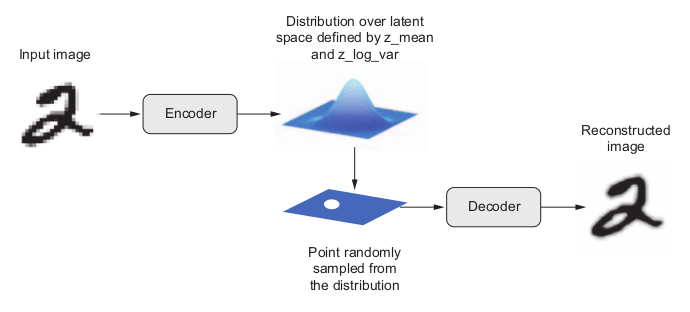 Input image
Encoder
Distribution over latent
space defined by z_mean
and z_log_var
Point randomly
sampled from
the distribution
Decoder
Reconstructed
image